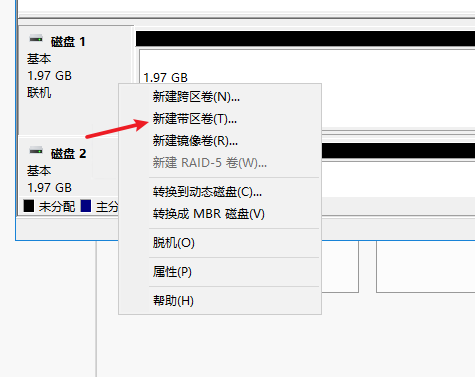 磁盘 1
基本
1.97 GB
联机
1.97 GB
新建跨区卷(N)...
新建带区卷(T)...
新建镜像卷(R)...
新建 RAID-5 卷(W)...
转换到动态磁盘(C)...
转换成 MBR 磁盘(V)
脱机(O)
属性(P)
帮助(H)
磁盘 2
基本
1.97 GB
未分配 主分